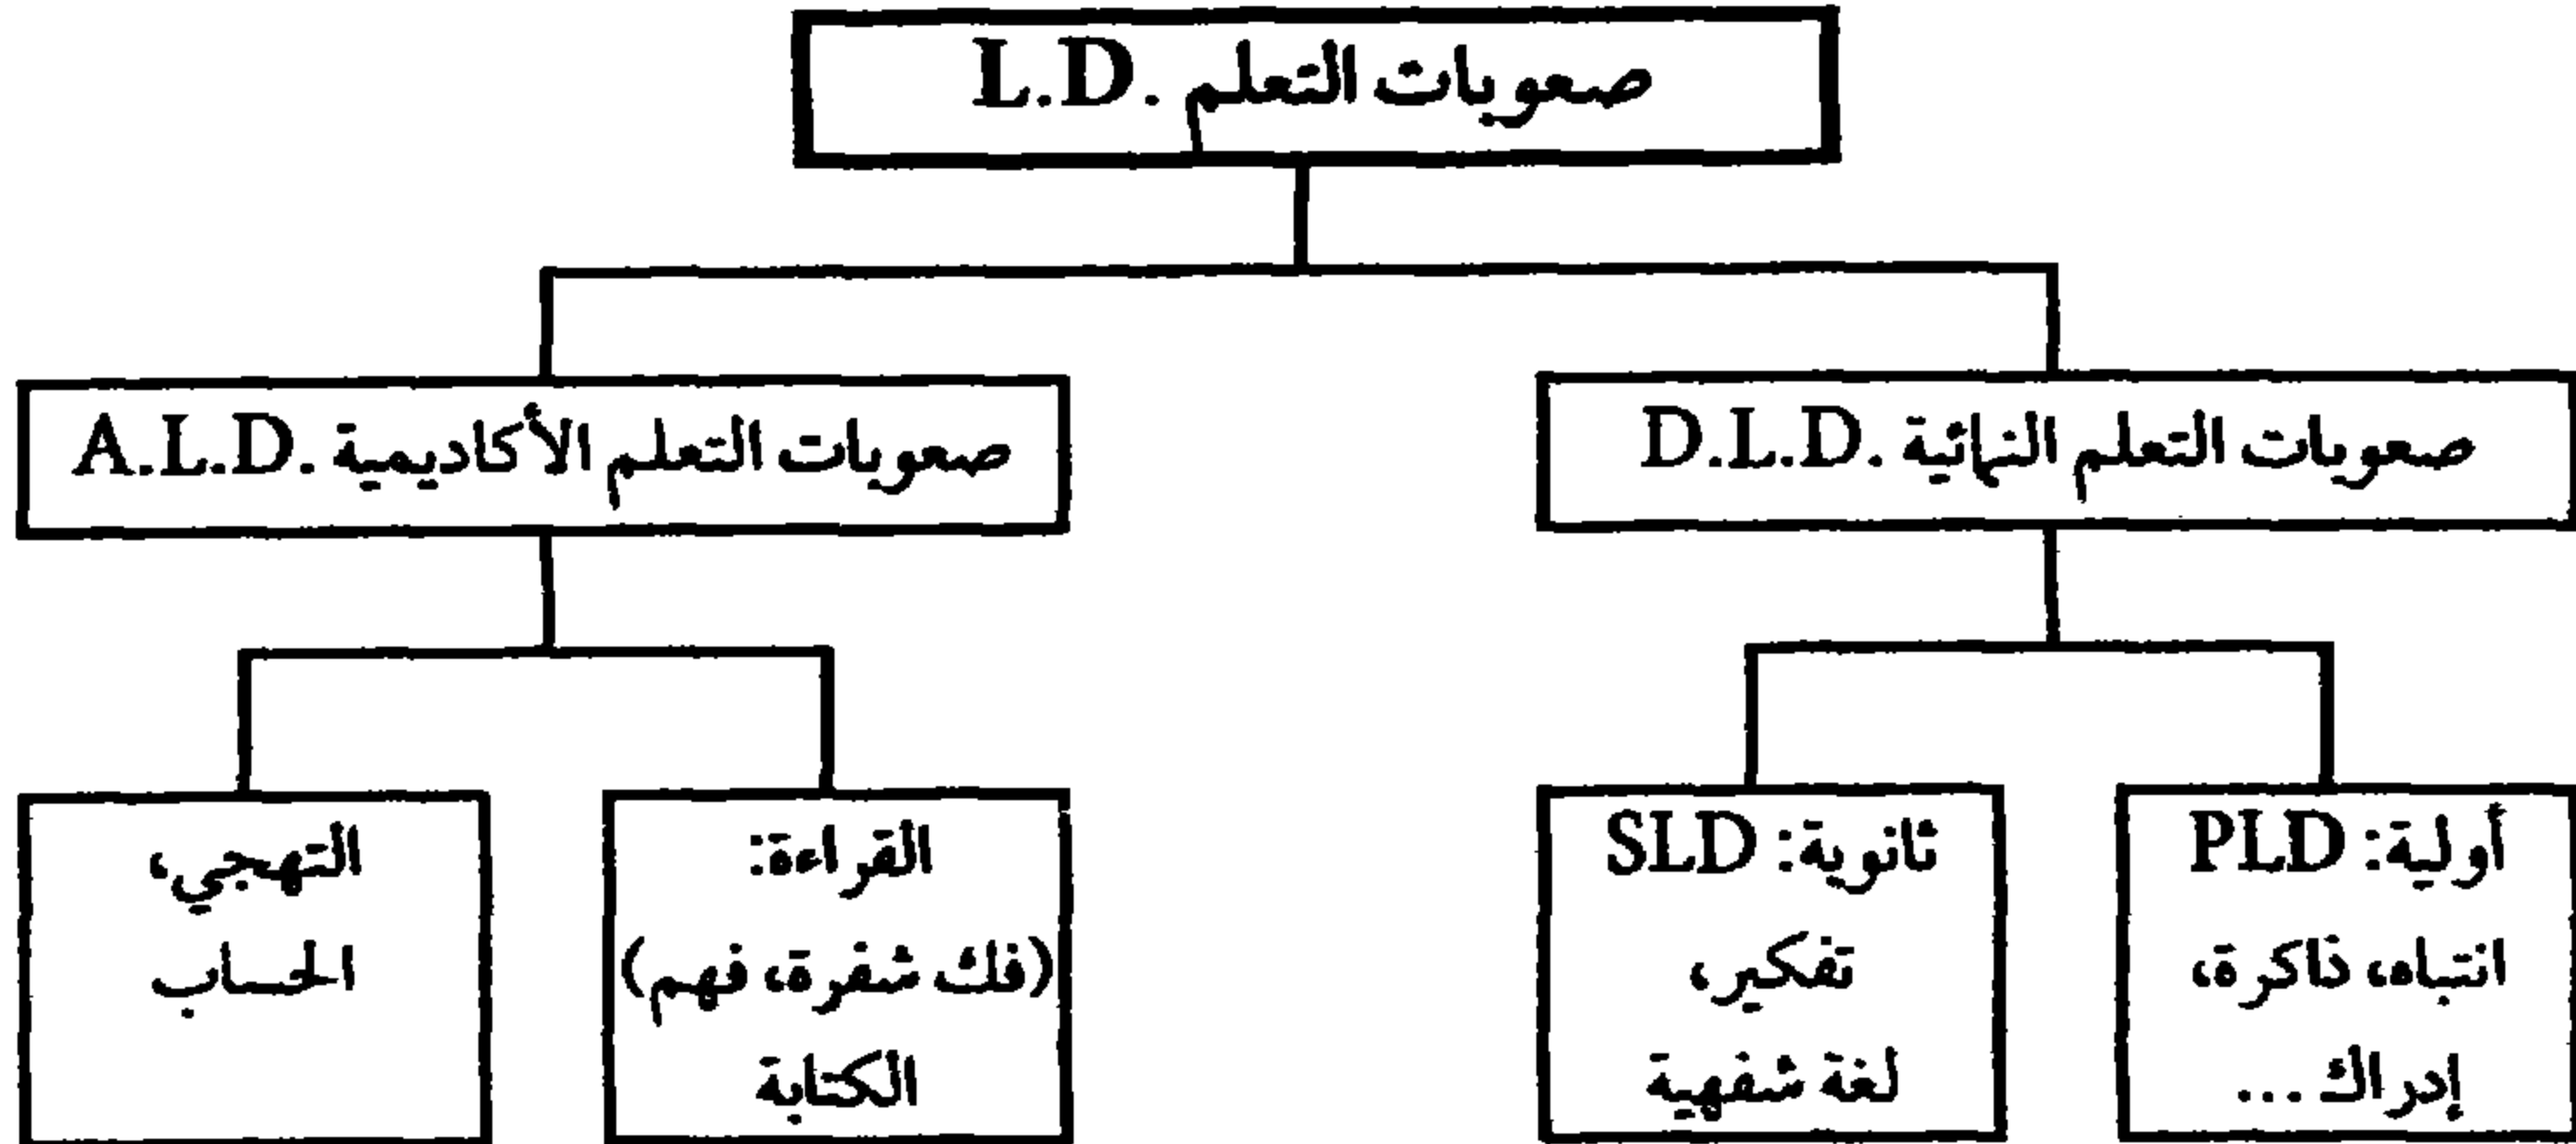 صعوبات التعلم L.D.
صعوبات التعلم النمائية D.L.D.
صعوبات التعلم الأكاديمية A.L.D.
أولية: PLD
انتباه، ذاكرة،
إدراك ...
ثانوية: SLD
تفكير،
لغة شفهية
القراءة:
(فك شفرة، فهم)
الكتابة
التهجي،
الحساب